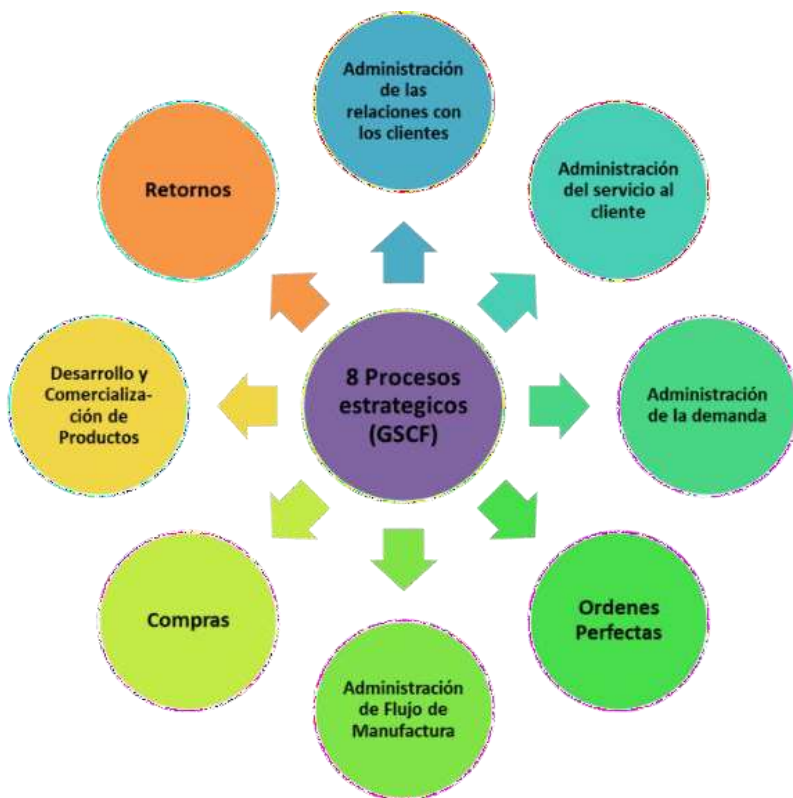 Administración
de las
relaciones con
los clientes
Administración
del servicio al
cliente
Administración
de la demanda
Ordenes
Perfectas
Administración
de Flujo de
Manufactura
Compras
Desarrollo y
Comercializa-
ción de
Productos
Retornos
8 Procesos
estrategicos
(GSCF)